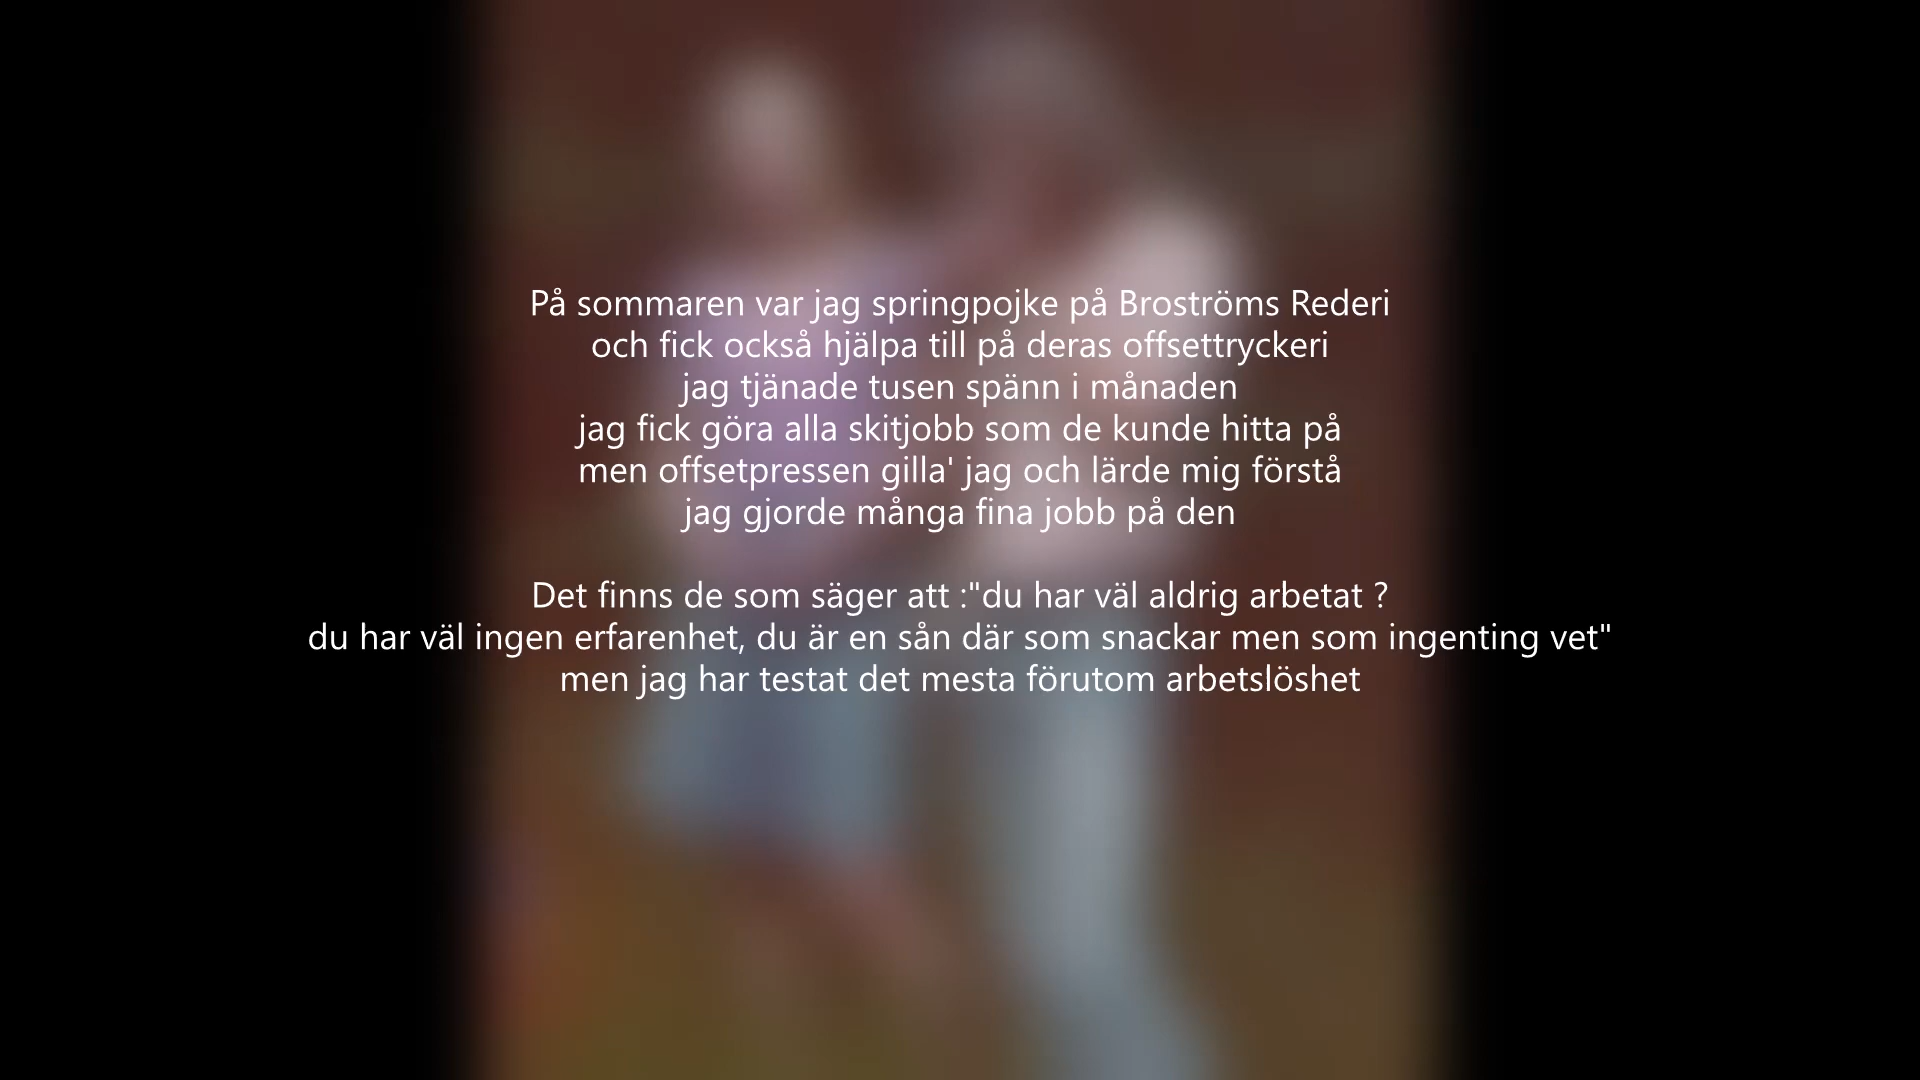 På sommaren var jag springpojke på Broströms Rederi
och fick också hjälpa till på deras offsettryckeri
jag tjänade tusen spänn i månaden
jag fick göra alla skitjobb som de kunde hitta på
men offsetpressen gilla' jag och lärde mig förstå
jag gjorde många fina jobb på den
Det finns de som säger att :"du har väl aldrig arbetat ?
du har väl ingen erfarenhet, du är en sån där som snackar men som ingenting vet"
men jag har testat det mesta förutom arbetslöshet